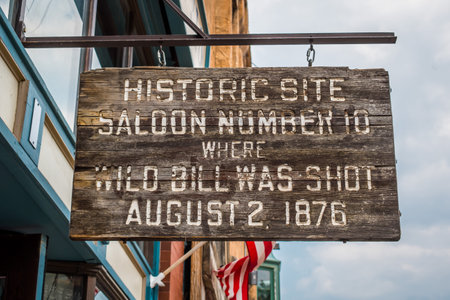 HISTORIC SITE
SALOON NUMBER 10
WHERE
WILD BILL WAS SHOT
AUGUST 2, 1876